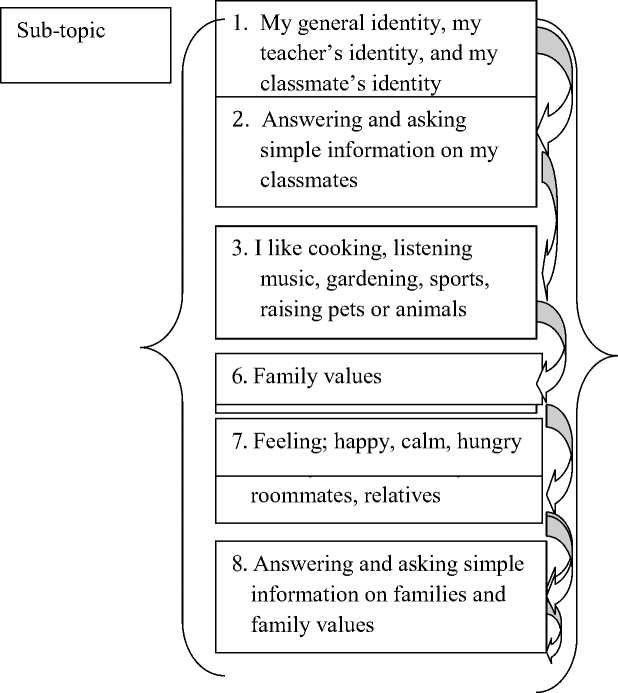 Sub-topic
1. My general identity, my
teacher's identity, and my
classmate's identity
2. Answering and asking
simple information on my
classmates
3. I like cooking, listening
music, gardening, sports,
raising pets or animals
6. Family values
7. Feeling; happy, calm, hungry
roommates, relatives
8. Answering and asking simple
information on families and
family values